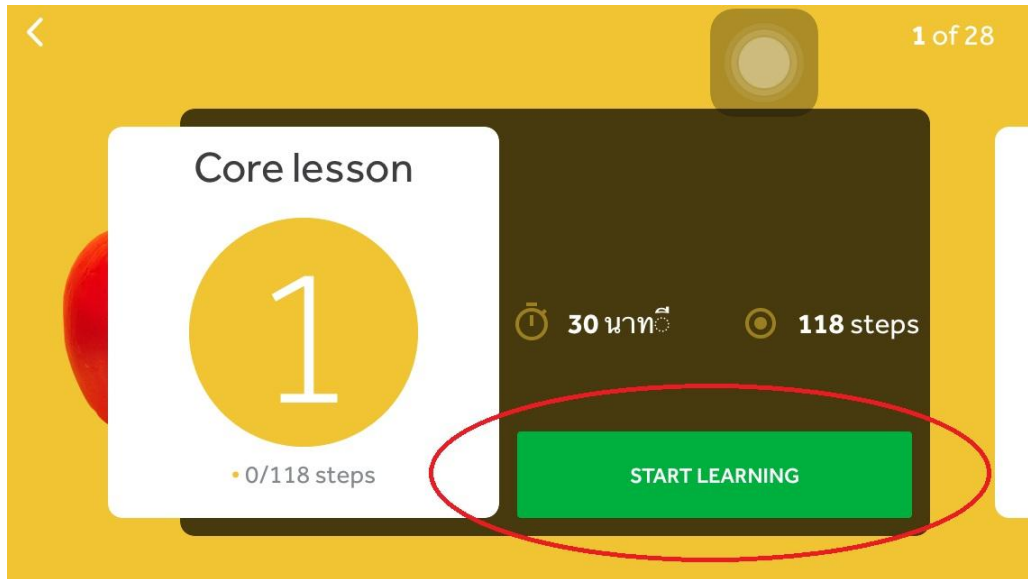 1 of 28
Core lesson
1
• 0/118 steps
30 นาที
118 steps
START LEARNING